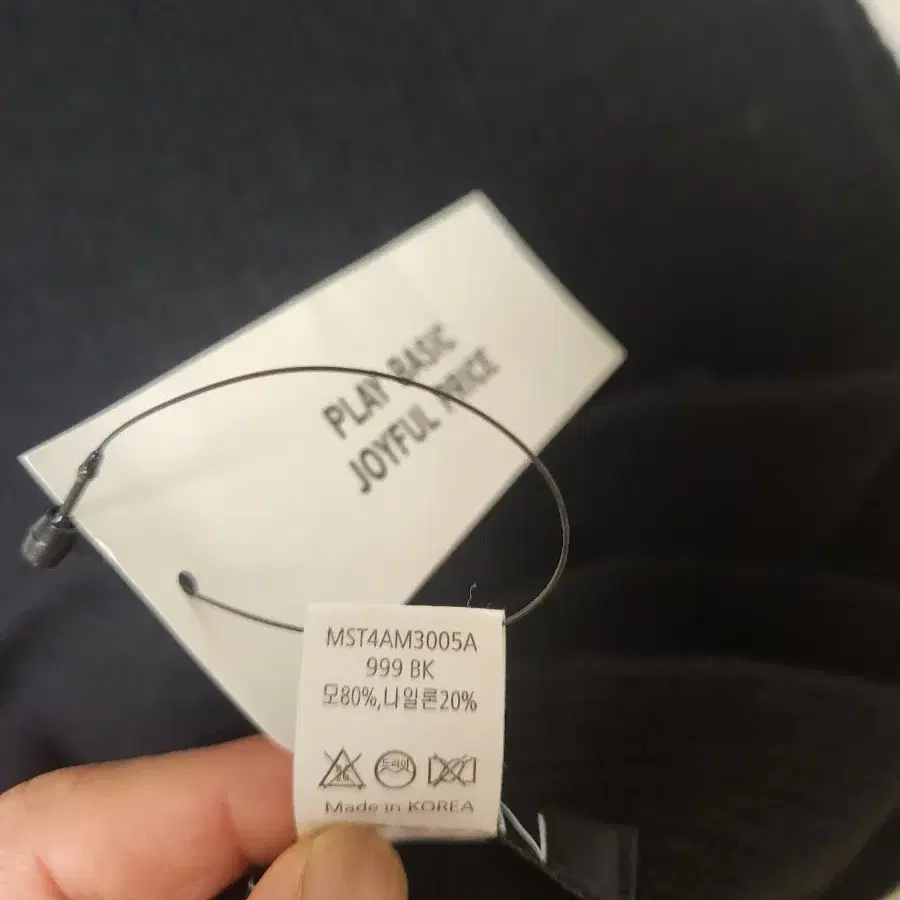 PLAY BASIC
JOYFUL PRICE
MST4AM3005A
999 BK
모80%,나일론20%
드라이
Made in KOREA